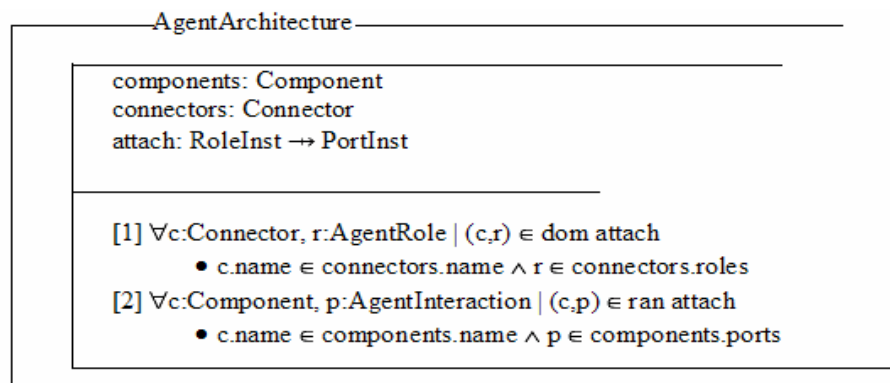 AgentArchitecture
components: Component
connectors: Connector
attach: RoleInst ⇸ PortInst
[1] ∀c:Connector, r:AgentRole | (c,r) ∈ dom attach
● c.name ∈ connectors.name ∧ r ∈ connectors.roles
[2] ∀c:Component, p:AgentInteraction | (c,p) ∈ ran attach
● c.name ∈ components.name ∧ p ∈ components.ports